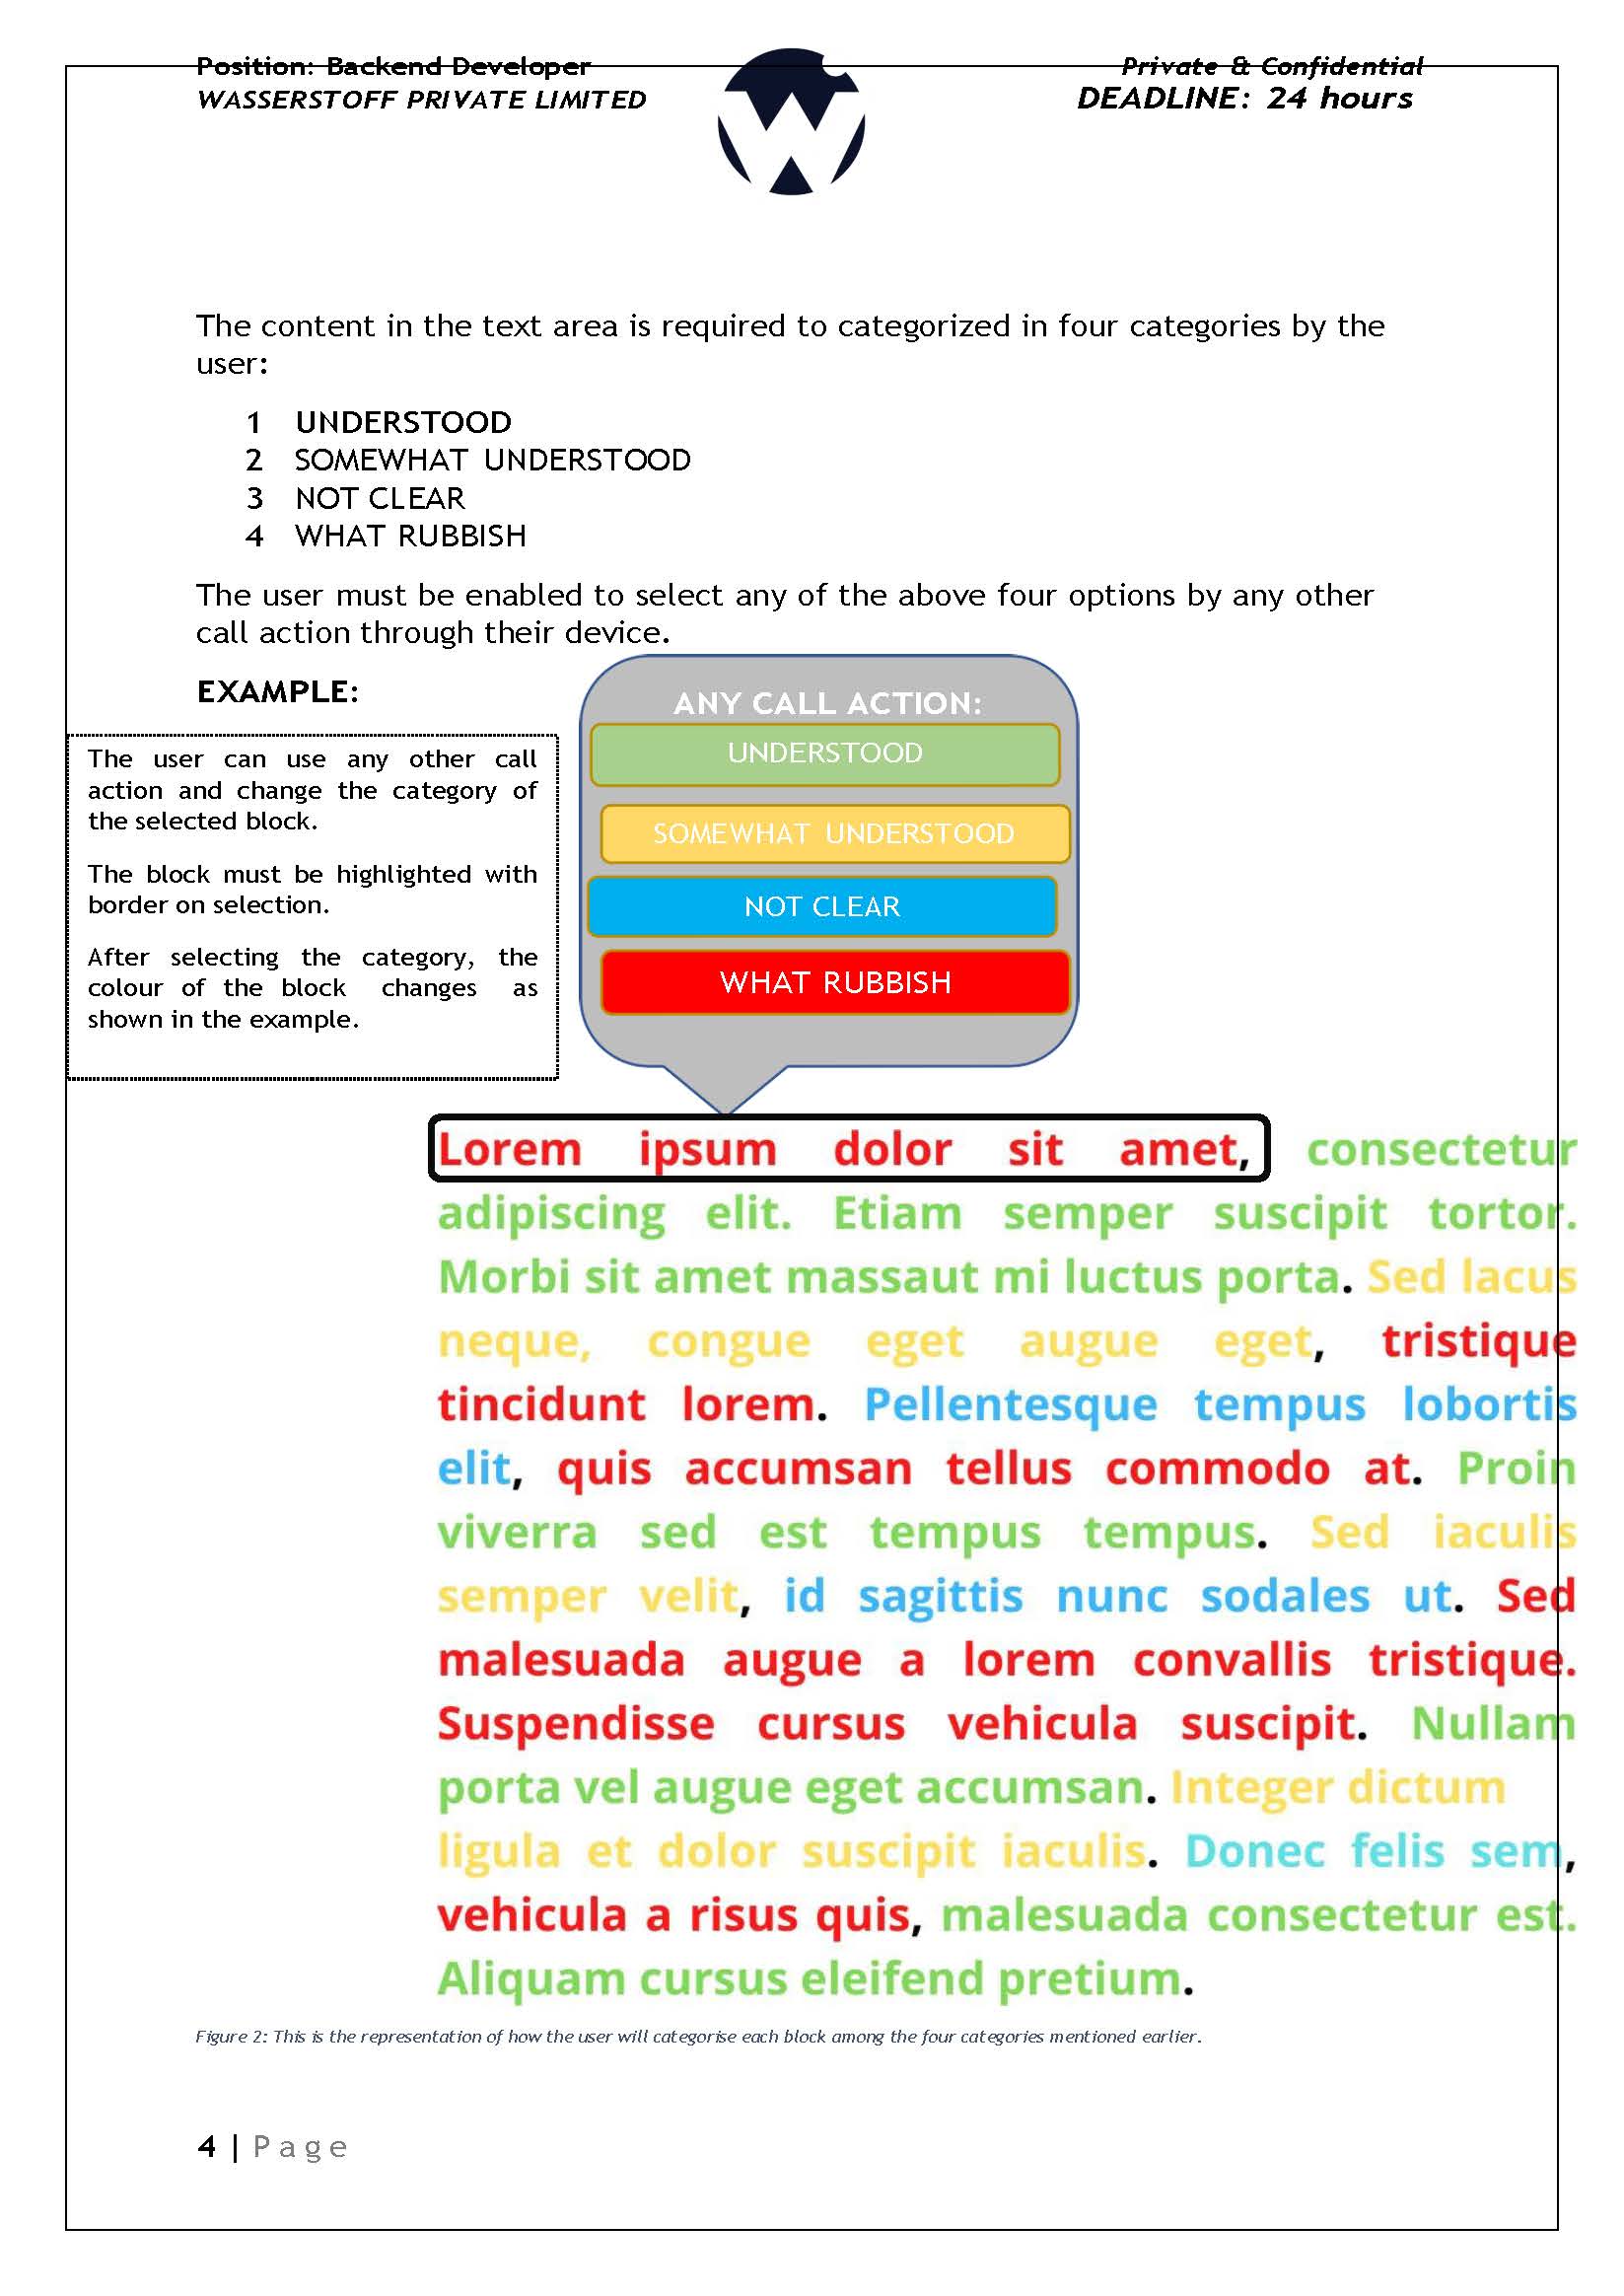 Position: Backend Developer
Private & Confidential
WASSERSTOFF PRIVATE LIMITED
DEADLINE: 24 hours
The content in the text area is required to categorized in four categories by the
user:
1 UNDERSTOOD
2 SOMEWHAT UNDERSTOOD
3 NOT CLEAR
4 WHAT RUBBISH
The user must be enabled to select any of the above four options by any other
call action through their device.
EXAMPLE:
The user can use any other call
action and change the category of
the selected block.
The block must be highlighted with
border on selection.
After selecting the category, the
colour of the block changes as
shown in the example.
ANY CALL ACTION:
UNDERSTOOD
SOMEWHAT UNDERSTOOD
NOT CLEAR
WHAT RUBBISH
Lorem ipsum dolor sit amet, consectetur
adipiscing elit. Etiam semper suscipit tortor.
Morbi sit amet massaut mi luctus porta. Sed lacus
neque, congue eget augue eget, tristique
tincidunt lorem. Pellentesque tempus lobortis
elit, quis accumsan tellus commodo at. Proin
viverra sed est tempus tempus. Sed iaculis
semper velit, id sagittis nunc sodales ut. Sed
malesuada augue a lorem convallis tristique.
Suspendisse cursus vehicula suscipit. Nullam
porta vel augue eget accumsan. Integer dictum
ligula et dolor suscipit iaculis. Donec felis sem,
vehicula a risus quis, malesuada consectetur est.
Aliquam cursus eleifend pretium.
Figure 2: This is the representation of how the user will categorise each block among the four categories mentioned earlier.
4 | Page